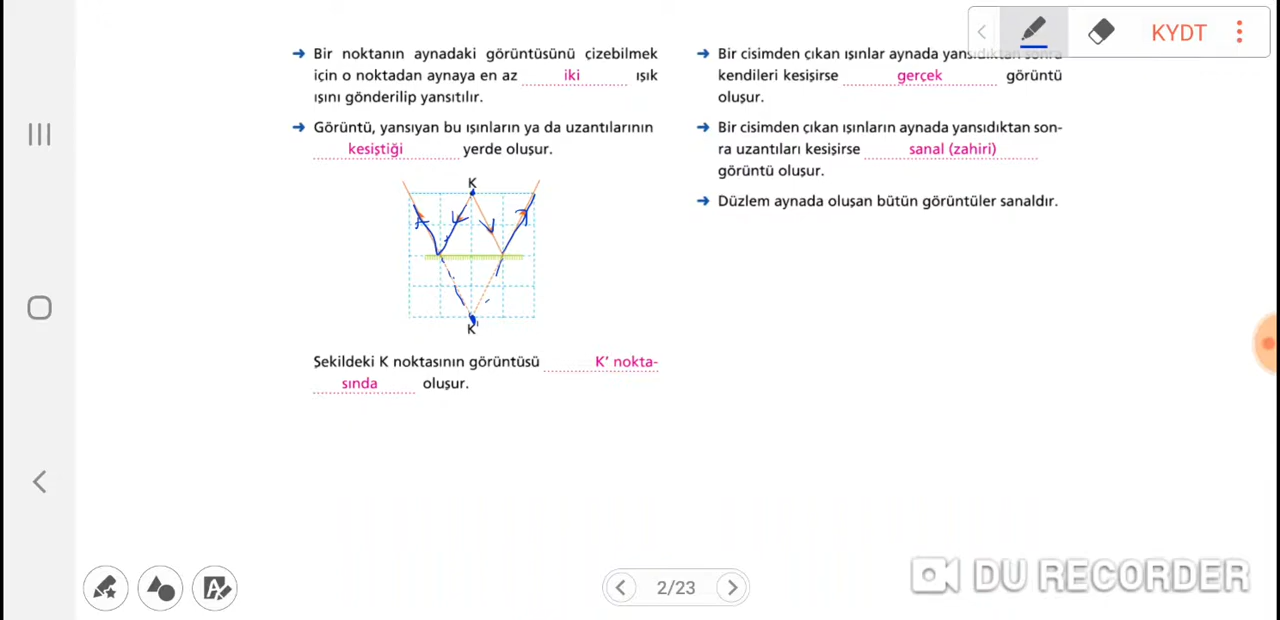 KYDT
→ Bir noktanın aynadaki görüntüsünü çizebilmek
için o noktadan aynaya en az iki ışık
ışını gönderilip yansıtılır.
→ Görüntü, yansıyan bu ışınların ya da uzantılarının
kesiştiği yerde oluşur.
K
K'
Şekildeki K noktasının görüntüsü K’ nokta-
sında oluşur.
→ Bir cisimden çıkan ışınlar aynada yansıdıktan sonra
kendileri kesişirse gerçek görüntü
oluşur.
→ Bir cisimden çıkan ışınların aynada yansıdıktan son-
ra uzantıları kesişirse sanal (zahiri)
görüntü oluşur.
→ Düzlem aynada oluşan bütün görüntüler sanaldır.
2/23
DU RECORDER